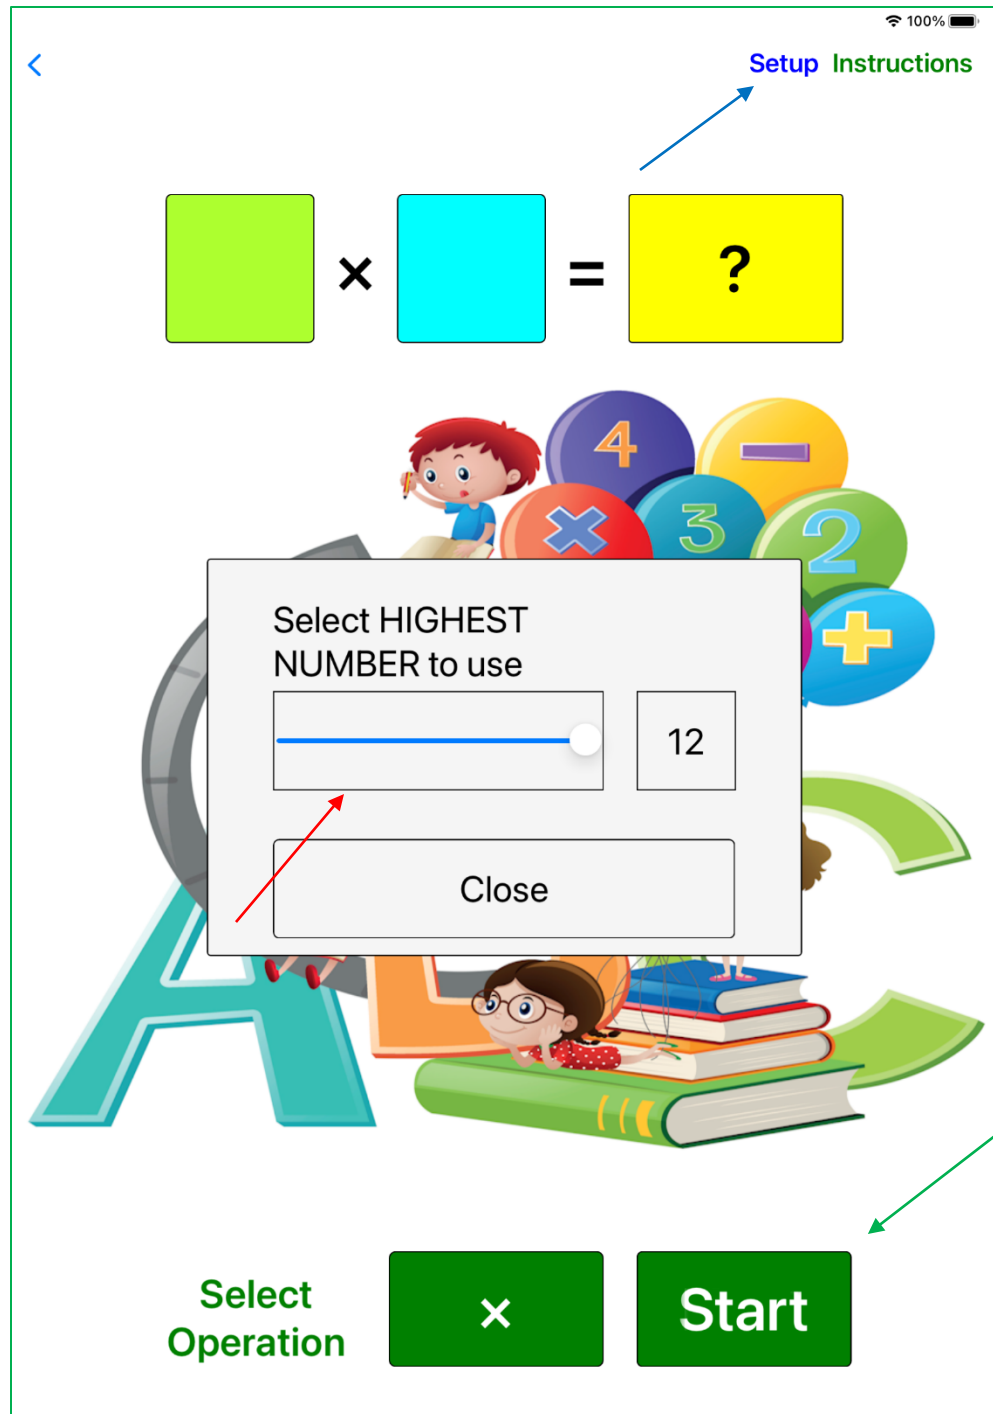 100%
Setup Instructions
× = ?
4 −
× 3 2
+
Select HIGHEST
NUMBER to use
12
Close
A
Select
Operation
×
Start